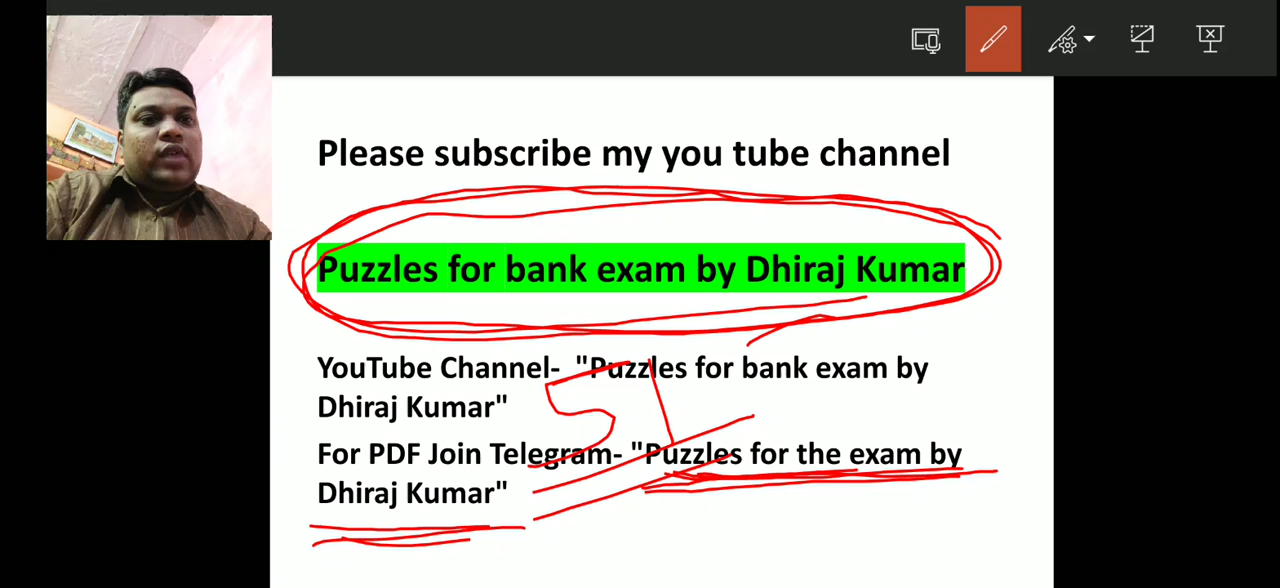 Please subscribe my you tube channel
Puzzles for bank exam by Dhiraj Kumar
YouTube Channel- "Puzzles for bank exam by
Dhiraj Kumar"
51
For PDF Join Telegram- "Puzzles for the exam by
Dhiraj Kumar"